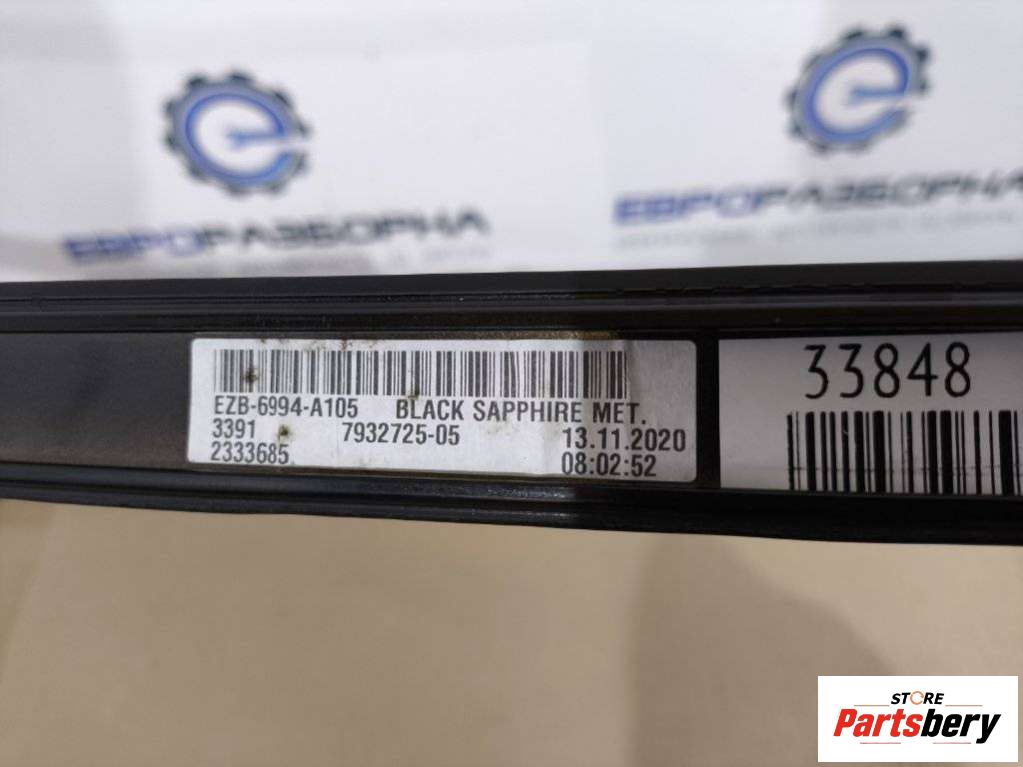 ЕВРОРАЗБОРКА
ЕВРОРАЗБОРКА
EZB-6994-A105 BLACK SAPPHIRE MET.
3391 7932725-05 13.11.2020
2333685 08:02:52
33848
STORE
Partsbery